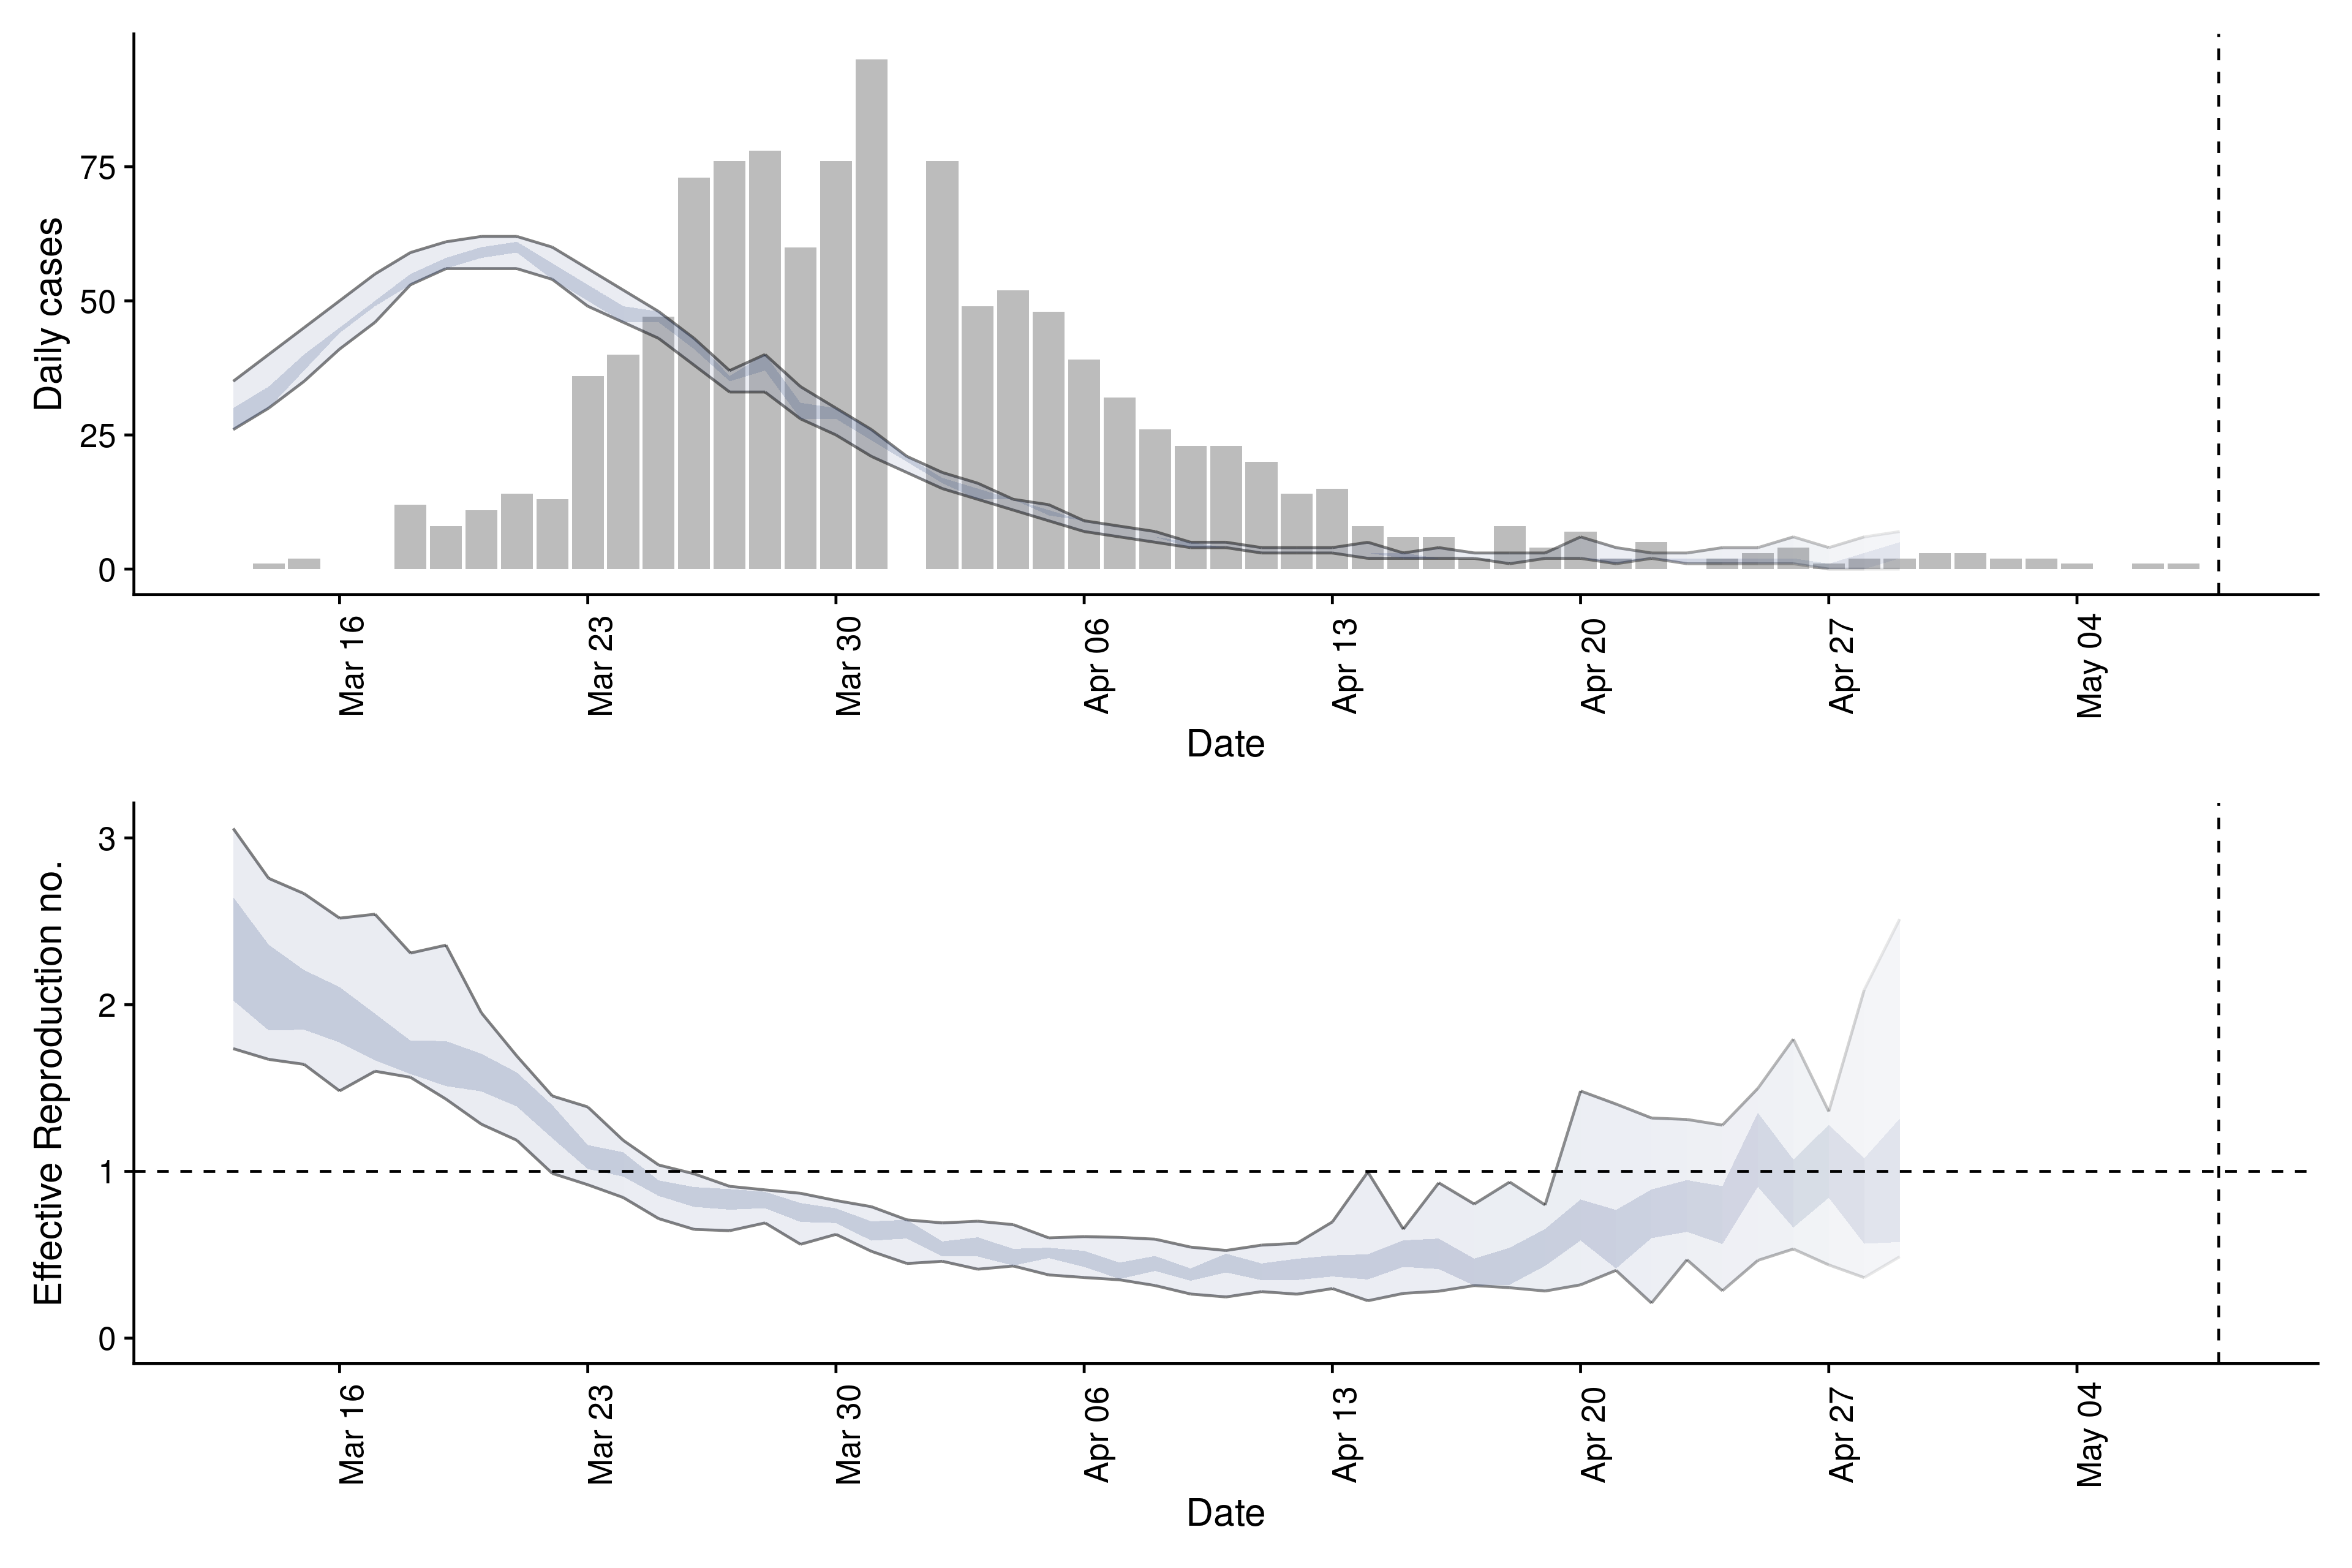 Daily cases
75
50
25
0
Mar 16
Mar 23
Mar 30
Apr 06
Apr 13
Apr 20
Apr 27
May 04
Date
Effective Reproduction no.
3
2
1
0
Mar 16
Mar 23
Mar 30
Apr 06
Apr 13
Apr 20
Apr 27
May 04
Date